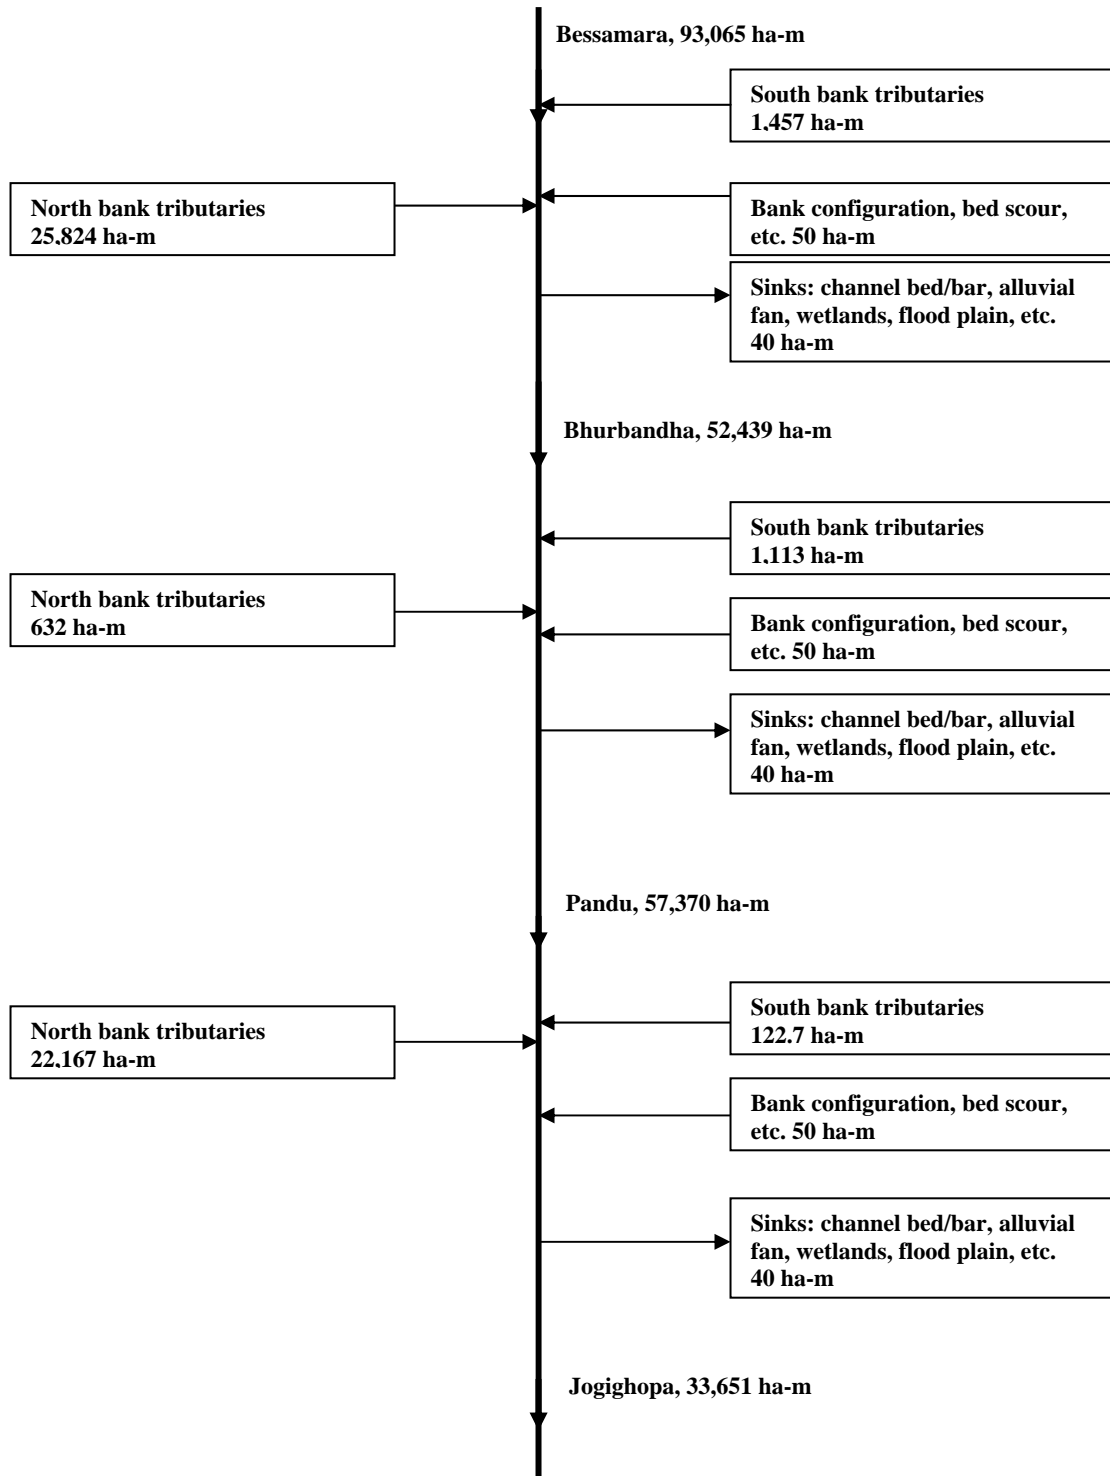 Bessamara, 93,065 ha-m
South bank tributaries
1,457 ha-m
North bank tributaries
25,824 ha-m
Bank configuration, bed scour,
etc. 50 ha-m
Sinks: channel bed/bar, alluvial
fan, wetlands, flood plain, etc.
40 ha-m
Bhurbandha, 52,439 ha-m
South bank tributaries
1,113 ha-m
North bank tributaries
632 ha-m
Bank configuration, bed scour,
etc. 50 ha-m
Sinks: channel bed/bar, alluvial
fan, wetlands, flood plain, etc.
40 ha-m
Pandu, 57,370 ha-m
South bank tributaries
122.7 ha-m
North bank tributaries
22,167 ha-m
Bank configuration, bed scour,
etc. 50 ha-m
Sinks: channel bed/bar, alluvial
fan, wetlands, flood plain, etc.
40 ha-m
Jogighopa, 33,651 ha-m